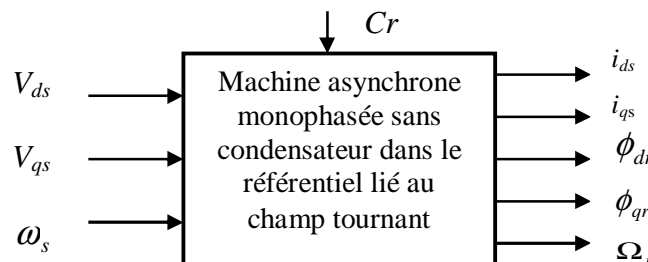 Cr
V_ds
V_qs
ω_s
Machine asynchrone
monophasée sans
condensateur dans le
référentiel lié au
champ tournant
i_ds
i_qs
ϕ_dr
ϕ_qr
Ω